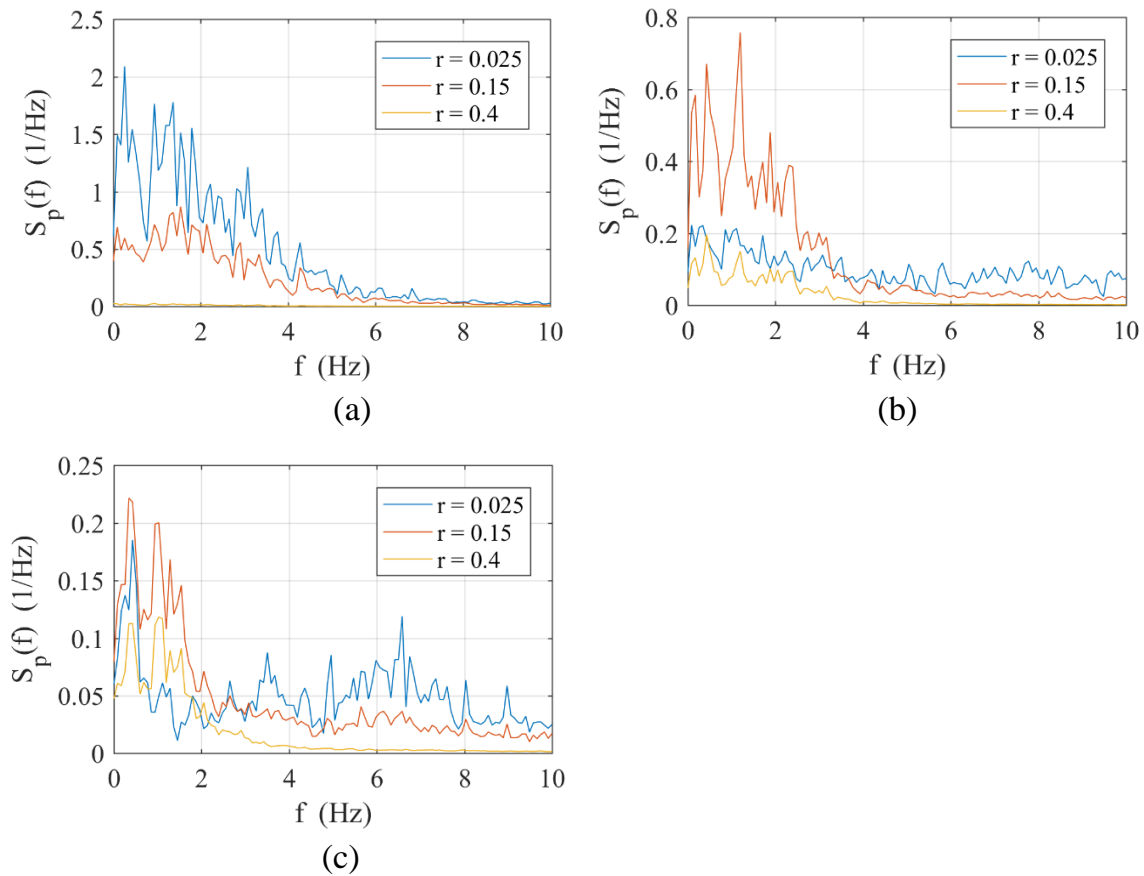 2.5
2
1.5
1
0.5
0
S_p(f) (1/Hz)
r = 0.025
r = 0.15
r = 0.4
0 2 4 6 8 10
f (Hz)
(a)
0.8
0.6
0.4
0.2
0
S_p(f) (1/Hz)
r = 0.025
r = 0.15
r = 0.4
0 2 4 6 8 10
f (Hz)
(b)
0.25
0.2
0.15
0.1
0.05
0
S_p(f) (1/Hz)
r = 0.025
r = 0.15
r = 0.4
0 2 4 6 8 10
f (Hz)
(c)